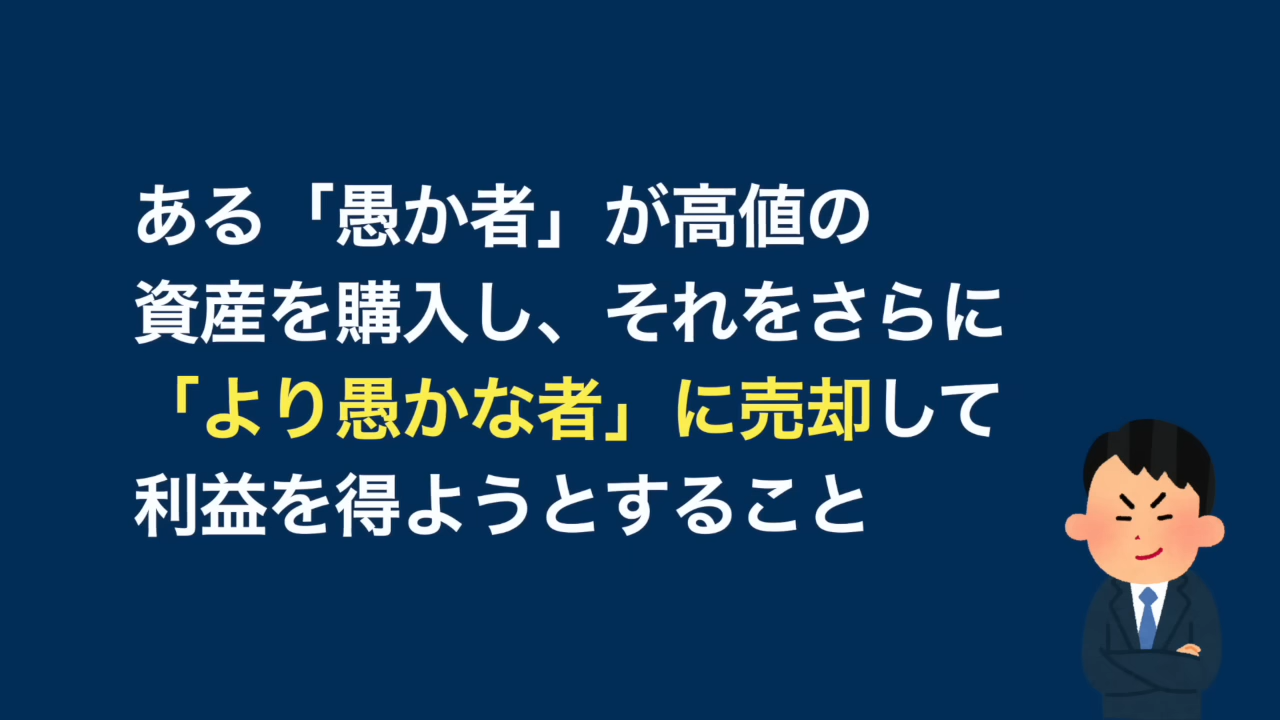 ある「愚か者」が高値の
資産を購入し、それをさらに
「より愚かな者」に売却して
利益を得ようとすること